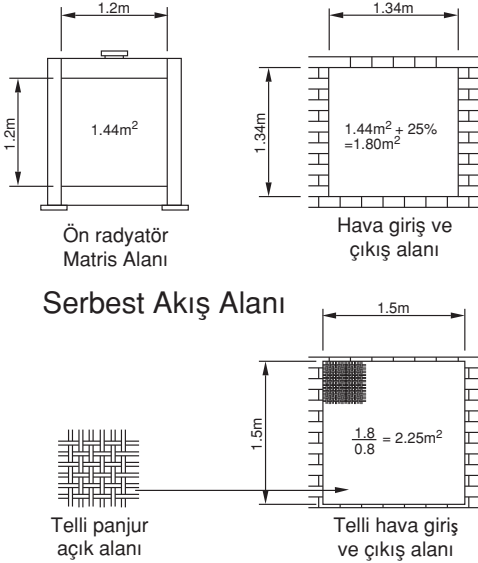 1.2m
1.2m
1.44m²
Ön radyatör
Matris Alanı
1.34m
1.34m
1.44m² + 25%
=1.80m²
Hava giriş ve
çıkış alanı
Serbest Akış Alanı
Telli panjur
açık alanı
1.5m
1.5m
1.8
0.8 = 2.25m²
Telli hava giriş
ve çıkış alanı